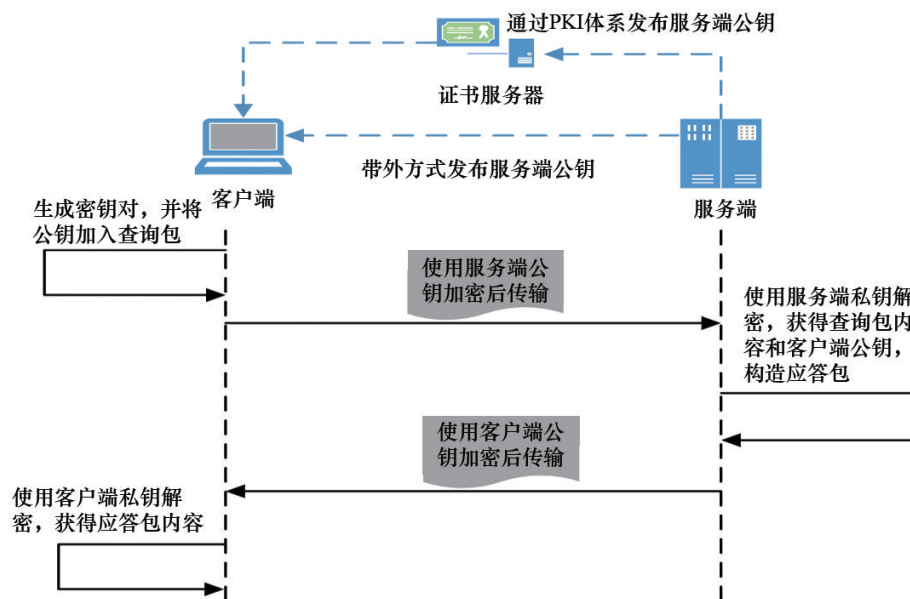 通过PKI体系发布服务端公钥
证书服务器
带外方式发布服务端公钥
客户端
服务端
生成密钥对，并将
公钥加入查询包
使用服务端公
钥加密后传输
使用服务端私钥解
密，获得查询包内
容和客户端公钥，
构造应答包
使用客户端公
钥加密后传输
使用客户端私钥解
密，获得应答包内容